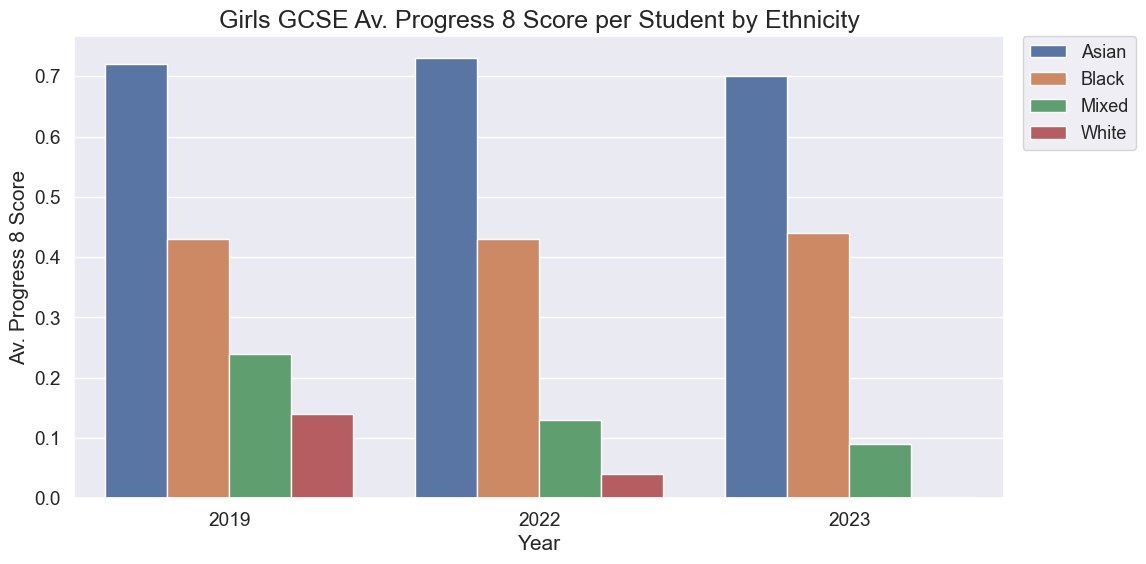 Girls GCSE Av. Progress 8 Score per Student by Ethnicity
Asian
Black
Mixed
White
Av. Progress 8 Score
0.7
0.6
0.5
0.4
0.3
0.2
0.1
0.0
2019
2022
2023
Year